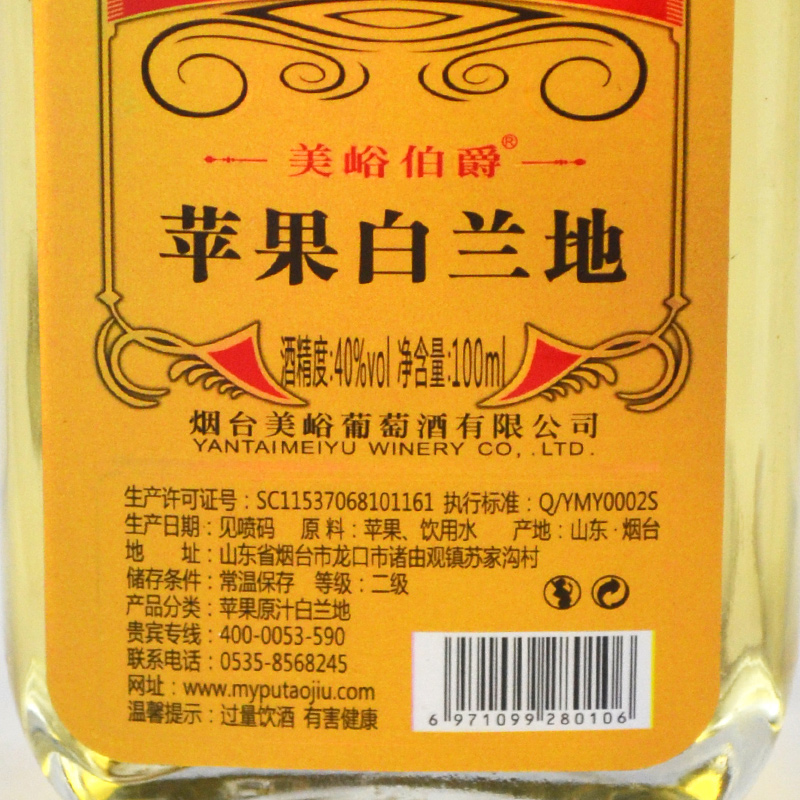 美峪伯爵®
苹果白兰地
酒精度:40%vol 净含量:100ml
烟台美峪葡萄酒有限公司
YANTAIMEIYU WINERY CO,.LTD.
生产许可证号：SC11537068101161 执行标准：Q/YMY0002S
生产日期：见喷码 原 料：苹果、饮用水 产地：山东·烟台
地 址：山东省烟台市龙口市诸由观镇苏家沟村
储存条件：常温保存 等级：二级
产品分类：苹果原汁白兰地
贵宾专线：400-0053-590
联系电话：0535-8568245
网址：www.myputaojiu.com
温馨提示：过量饮酒 有害健康
6 971099 280106